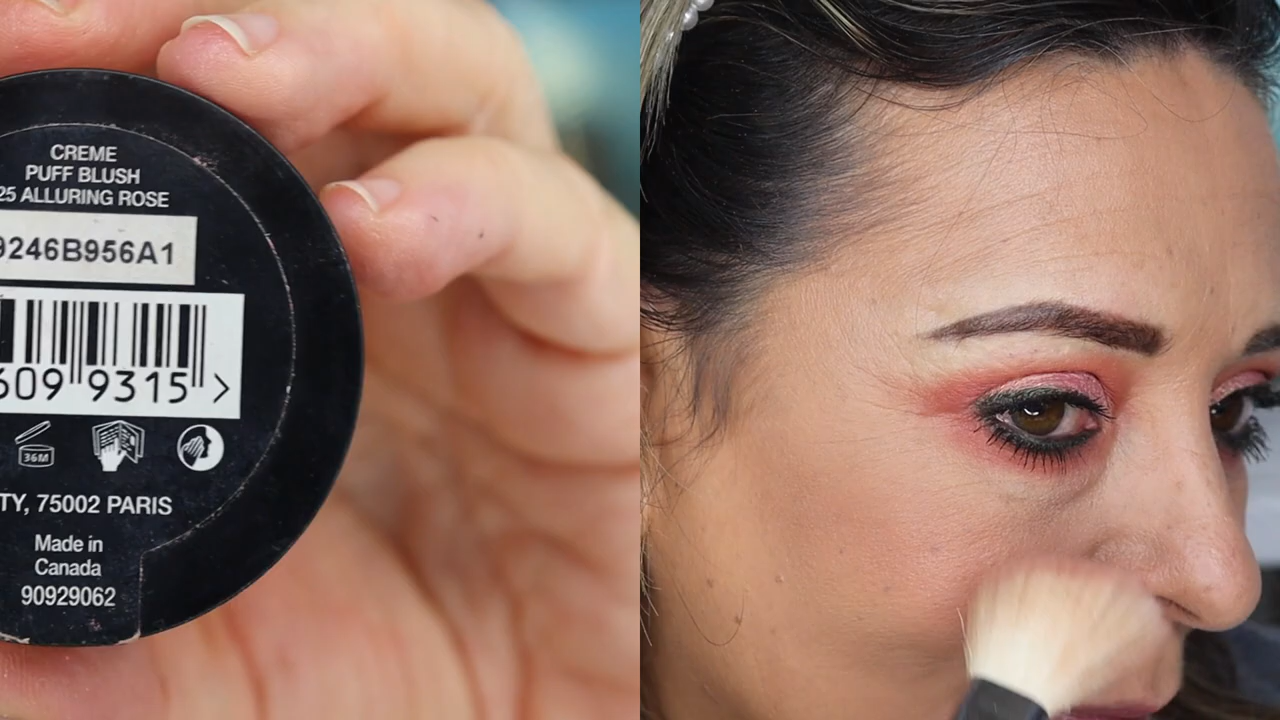 CREME
PUFF BLUSH
25 ALLURING ROSE
9246B956A1
609 9315 >
36M
TY, 75002 PARIS
Made in
Canada
90929062